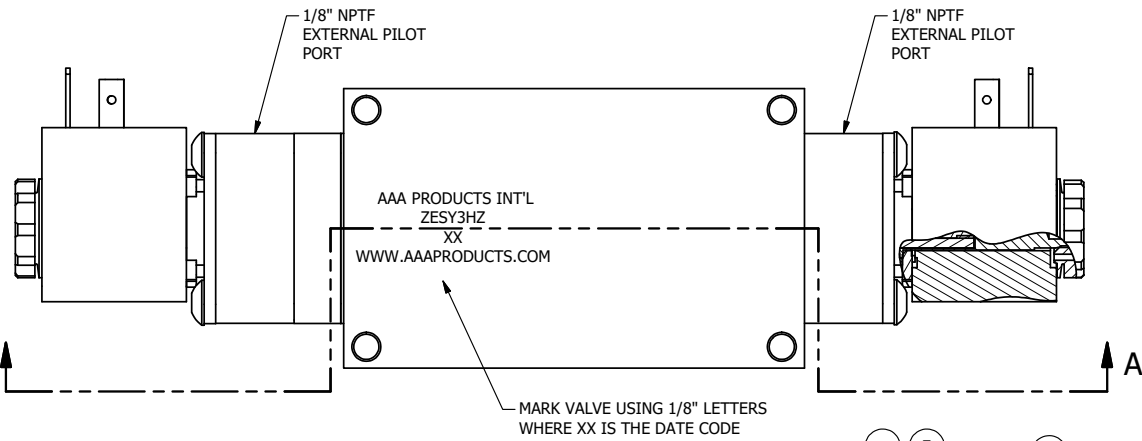 1/8" NPTF
EXTERNAL PILOT
PORT
1/8" NPTF
EXTERNAL PILOT
PORT
AAA PRODUCTS INT'L
ZESY3HZ
XX
WWW.AAAPRODUCTS.COM
A
MARK VALVE USING 1/8" LETTERS
WHERE XX IS THE DATE CODE